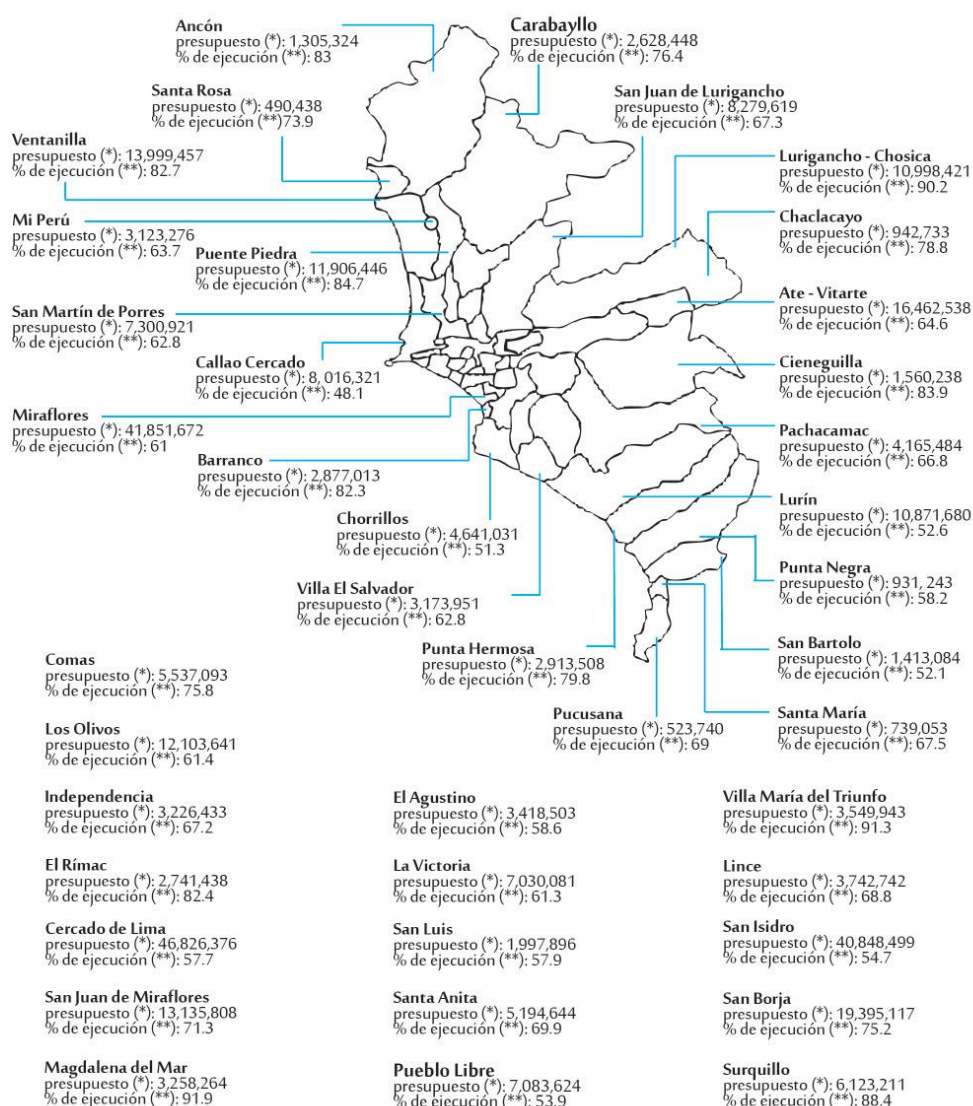 Ancón
presupuesto (*): 1,305,324
% de ejecución (**): 83
Carabayllo
presupuesto (*): 2,628,448
% de ejecución (**): 76.4
Santa Rosa
presupuesto (*): 490,438
% de ejecución (**)73.9
San Juan de Lurigancho
presupuesto (*): 8,279,619
% de ejecución (**): 67.3
Ventanilla
presupuesto (*): 13,999,457
% de ejecución (**): 82.7
Lurigancho - Chosica
presupuesto (*): 10,998,421
% de ejecución (**): 90.2
Mi Perú
presupuesto (*): 3,123,276
% de ejecución (**): 63.7
Chaclacayo
presupuesto (*): 942,733
% de ejecución (**): 78.8
Puente Piedra
presupuesto (*): 11,906,446
% de ejecución (**): 84.7
Ate - Vitarte
presupuesto (*): 16,462,538
% de ejecución (**): 64.6
San Martín de Porres
presupuesto (*): 7,300,921
% de ejecución (**): 62.8
Callao Cercado
presupuesto (*): 8, 016,321
% de ejecución (**): 48.1
Cieneguilla
presupuesto (*): 1,560,238
% de ejecución (**): 83.9
Miraflores
presupuesto (*): 41,851,672
% de ejecución (**): 61
Pachacamac
presupuesto (*): 4,165,484
% de ejecución (**): 66.8
Barranco
presupuesto (*): 2,877,013
% de ejecución (**): 82.3
Lurín
presupuesto (*): 10,871,680
% de ejecución (**): 52.6
Chorrillos
presupuesto (*): 4,641,031
% de ejecución (**): 51.3
Punta Negra
presupuesto (*): 931, 243
% de ejecución (**): 58.2
Villa El Salvador
presupuesto (*): 3,173,951
% de ejecución (**): 62.8
Punta Hermosa
presupuesto (*): 2,913,508
% de ejecución (**): 79.8
San Bartolo
presupuesto (*): 1,413,084
% de ejecución (**): 52.1
Pucusana
presupuesto (*): 523,740
% de ejecución (**): 69
Santa María
presupuesto (*): 739,053
% de ejecución (**): 67.5
Comas
presupuesto (*): 5,537,093
% de ejecución (**): 75.8
Los Olivos
presupuesto (*): 12,103,641
% de ejecución (**): 61.4
Independencia
presupuesto (*): 3,226,433
% de ejecución (**): 67.2
El Agustino
presupuesto (*): 3,418,503
% de ejecución (**): 58.6
Villa María del Triunfo
presupuesto (*): 3,549,943
% de ejecución (**): 91.3
El Rímac
presupuesto (*): 2,741,438
% de ejecución (**): 82.4
La Victoria
presupuesto (*): 7,030,081
% de ejecución (**): 61.3
Lince
presupuesto (*): 3,742,742
% de ejecución (**): 68.8
Cercado de Lima
presupuesto (*): 46,826,376
% de ejecución (**): 57.7
San Luis
presupuesto (*): 1,997,896
% de ejecución (**): 57.9
San Isidro
presupuesto (*): 40,848,499
% de ejecución (**): 54.7
San Juan de Miraflores
presupuesto (*): 13,135,808
% de ejecución (**): 71.3
Santa Anita
presupuesto (*): 5,194,644
% de ejecución (**): 69.9
San Borja
presupuesto (*): 19,395,117
% de ejecución (**): 75.2
Magdalena del Mar
presupuesto (*): 3,258,264
% de ejecución (**): 91.9
Pueblo Libre
presupuesto (*): 7,083,624
% de ejecución (**): 53.9
Surquillo
presupuesto (*): 6,123,211
% de ejecución (**): 88.4